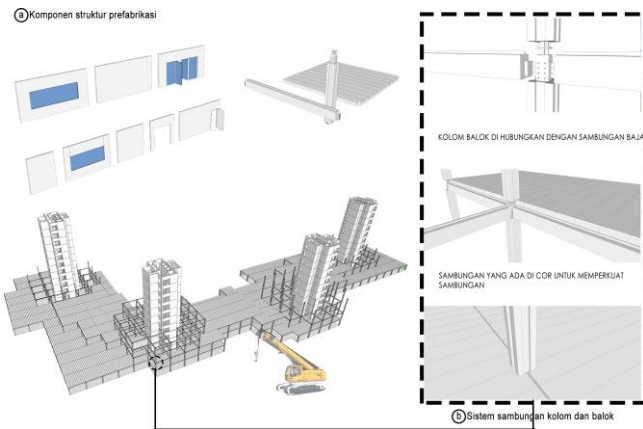 a Komponen struktur prefabrikasi
KOLOM BALOK DI HUBUNGKAN DENGAN SAMBUNGAN BAJA
SAMBUNGAN YANG ADA DI COR UNTUK MEMPERKUAT
SAMBUNGAN
b Sistem sambungan kolom dan balok